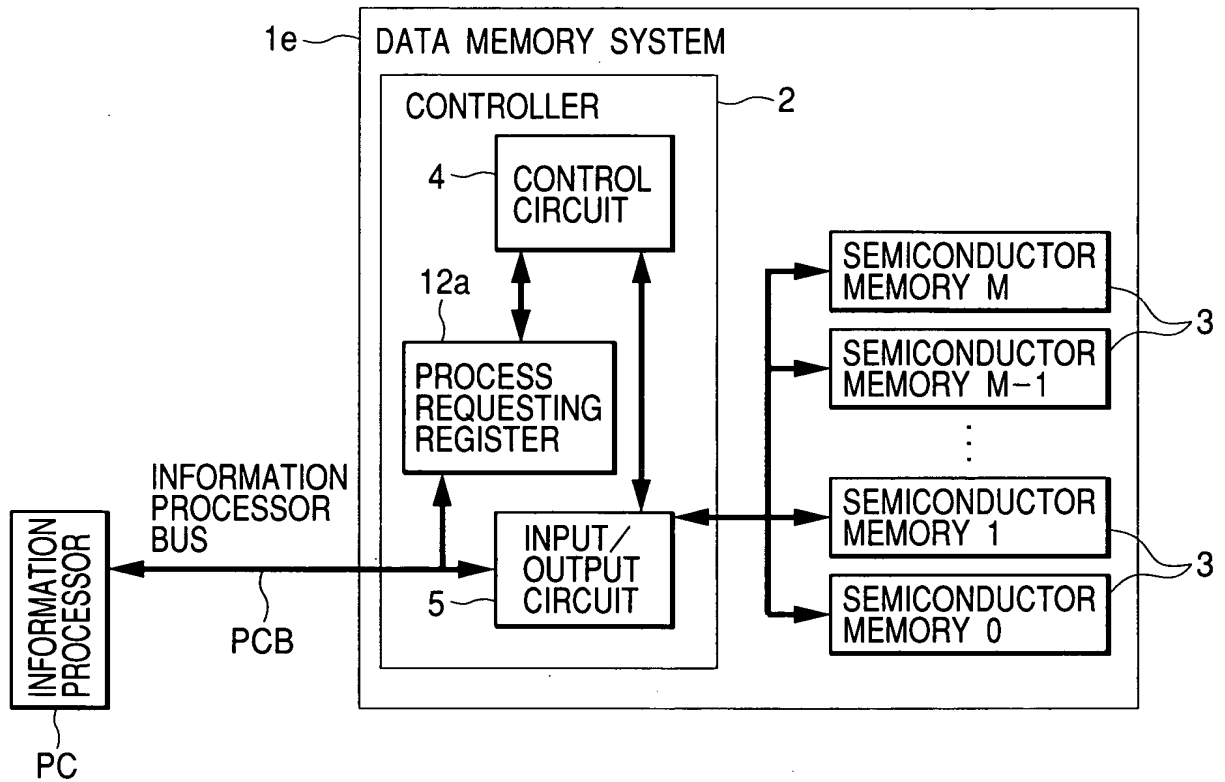 1e
DATA MEMORY SYSTEM
CONTROLLER
2
4
CONTROL
CIRCUIT
12a
PROCESS
REQUESTING
REGISTER
INFORMATION
PROCESSOR
BUS
INPUT/
OUTPUT
CIRCUIT
5
PCB
INFORMATION
PROCESSOR
PC
SEMICONDUCTOR
MEMORY M
3
SEMICONDUCTOR
MEMORY M-1
SEMICONDUCTOR
MEMORY 1
3
SEMICONDUCTOR
MEMORY 0